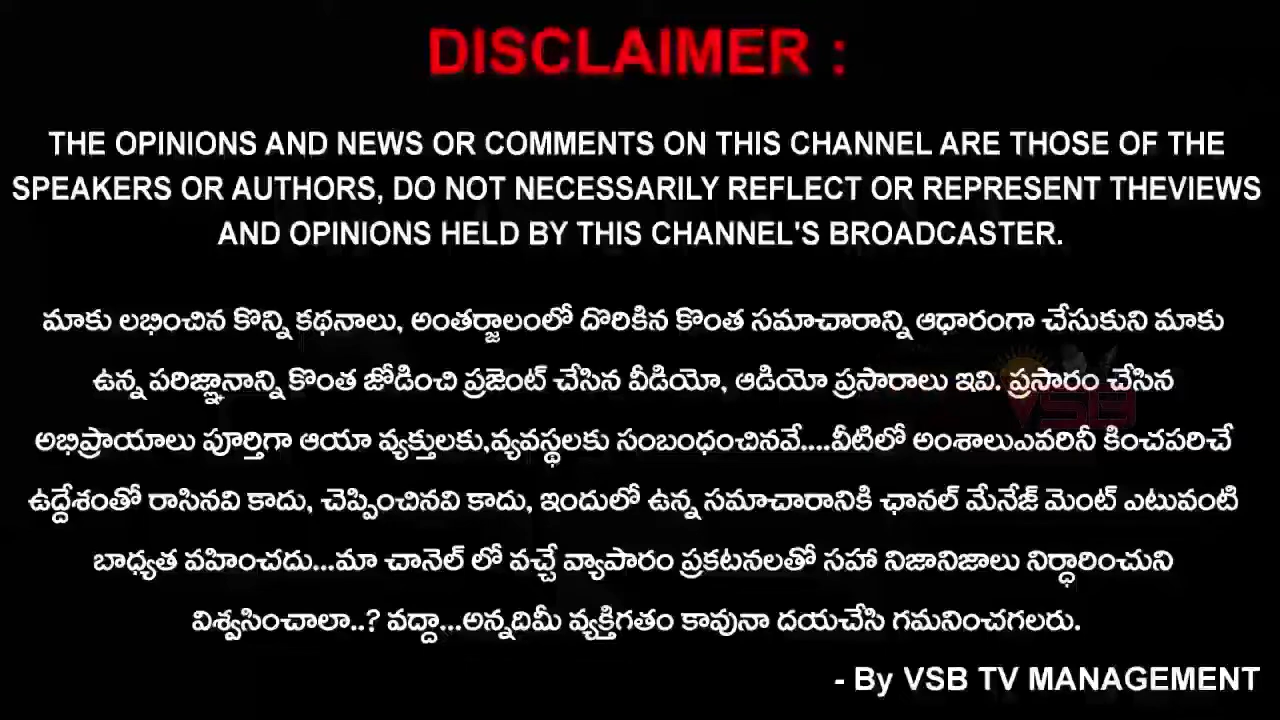 DISCLAIMER :
THE OPINIONS AND NEWS OR COMMENTS ON THIS CHANNEL ARE THOSE OF THE
SPEAKERS OR AUTHORS, DO NOT NECESSARILY REFLECT OR REPRESENT THEVIEWS
AND OPINIONS HELD BY THIS CHANNEL'S BROADCASTER.
మాకు లభించిన కొన్ని కథనాలు, అంతర్జాలంలో దొరికిన కొంత సమాచారాన్ని ఆధారంగా చేసుకుని మాకు
ఉన్న పరిజ్ఞానాన్ని కొంత జోడించి ప్రజెంట్ చేసిన వీడియో, ఆడియో ప్రసారాలు ఇవి. ప్రసారం చేసిన
VSB
అభిప్రాయాలు పూర్తిగా ఆయా వ్యక్తులకు,వ్యవస్థలకు సంబంధంచినవే....వీటిలో అంశాలుఎవరినీ కించపరిచే
ఉద్దేశంతో రాసినవి కాదు, చెప్పించినవి కాదు, ఇందులో ఉన్న సమాచారానికి ఛానల్ మేనేజ్ మెంట్ ఎటువంటి
బాధ్యత వహించదు...మా చానెల్ లో వచ్చే వ్యాపారం ప్రకటనలతో సహా నిజానిజాలు నిర్ధారించుని
విశ్వసించాలా..? వద్దా...అన్నదిమీ వ్యక్తిగతం కావునా దయచేసి గమనించగలరు.
- By VSB TV MANAGEMENT